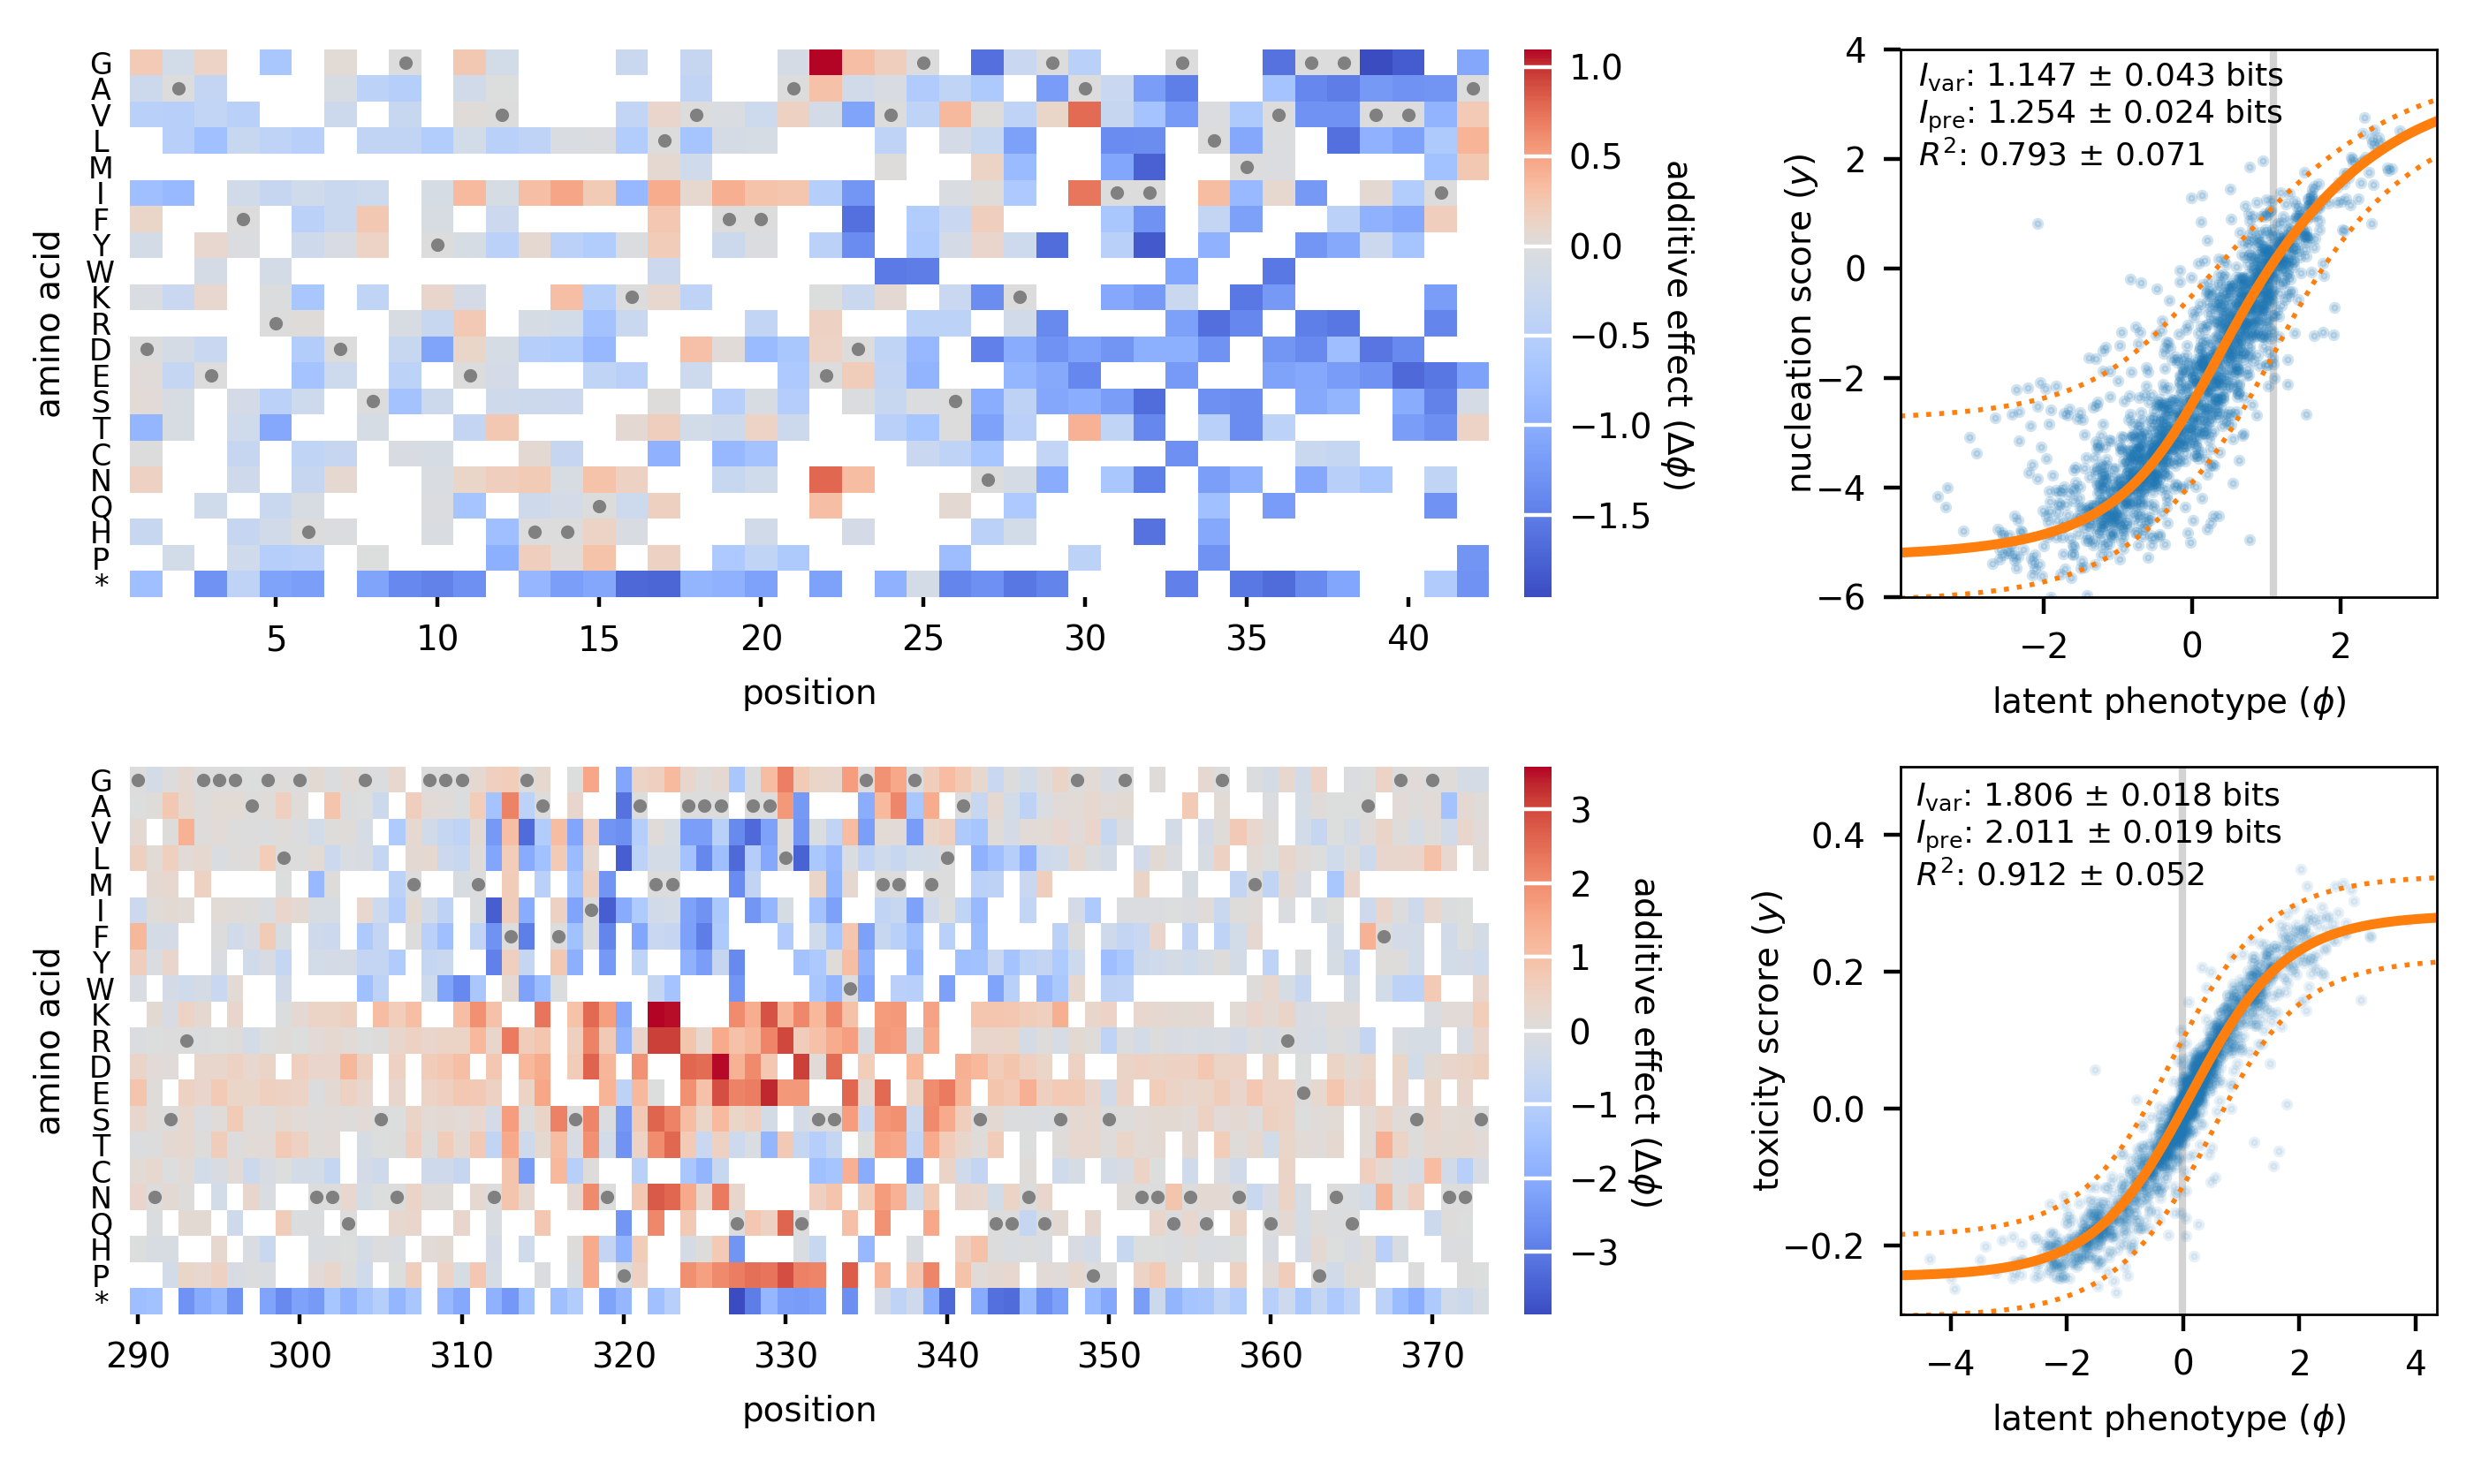 G
A
V
L
M
I
F
Y
W
K
R
D
E
S
T
C
N
Q
H
P
*
amino acid
5 10 15 20 25 30 35 40
position
1.0
0.5
0.0
−0.5
−1.0
−1.5
additive effect (Δϕ)
I_var: 1.147 ± 0.043 bits
I_pre: 1.254 ± 0.024 bits
R²: 0.793 ± 0.071
4
2
0
−2
−4
−6
nucleation score (y)
−2 0 2
latent phenotype (ϕ)
G
A
V
L
M
I
F
Y
W
K
R
D
E
S
T
C
N
Q
H
P
*
amino acid
290 300 310 320 330 340 350 360 370
position
3
2
1
0
−1
−2
−3
additive effect (Δϕ)
I_var: 1.806 ± 0.018 bits
I_pre: 2.011 ± 0.019 bits
R²: 0.912 ± 0.052
0.4
0.2
0.0
−0.2
toxicity scrore (y)
−4 −2 0 2 4
latent phenotype (ϕ)